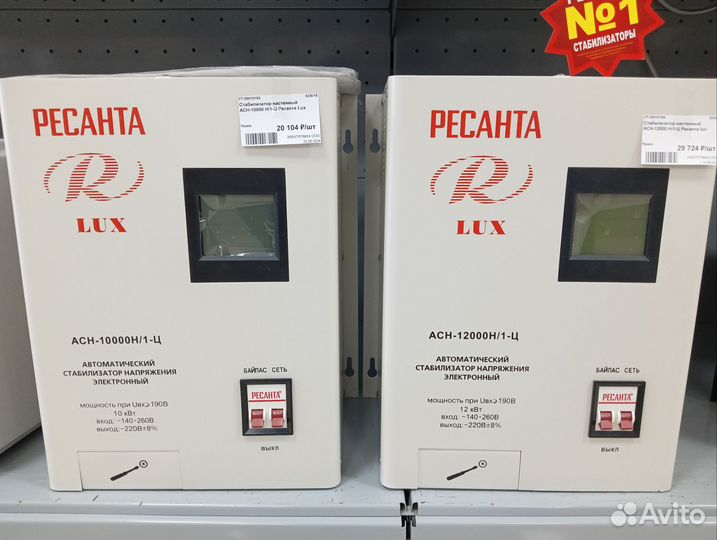 №1
СТАБИЛИЗАТОРЫ
РЕСАНТА
R
LUX
Стабилизатор настенный
АСН-10000 Н/1-Ц Ресанта Lux
20 104 ₽/шт
АСН-10000Н/1-Ц
АВТОМАТИЧЕСКИЙ
СТАБИЛИЗАТОР НАПРЯЖЕНИЯ
ЭЛЕКТРОННЫЙ
мощность при Uвх⩾190В
10 кВт
вход: ~140-260В
выход:~220В±8%
БАЙПАС СЕТЬ
РЕСАНТА
ВЫКЛ
РЕСАНТА
R
LUX
Стабилизатор настенный
АСН-12000 Н/1-Ц Ресанта lux
29 724 ₽/шт
АСН-12000Н/1-Ц
АВТОМАТИЧЕСКИЙ
СТАБИЛИЗАТОР НАПРЯЖЕНИЯ
ЭЛЕКТРОННЫЙ
мощность при Uвх⩾190В
12 кВт
вход: ~140-260В
выход:~220В±8%
БАЙПАС СЕТЬ
РЕСАНТА
ВЫКЛ
Avito